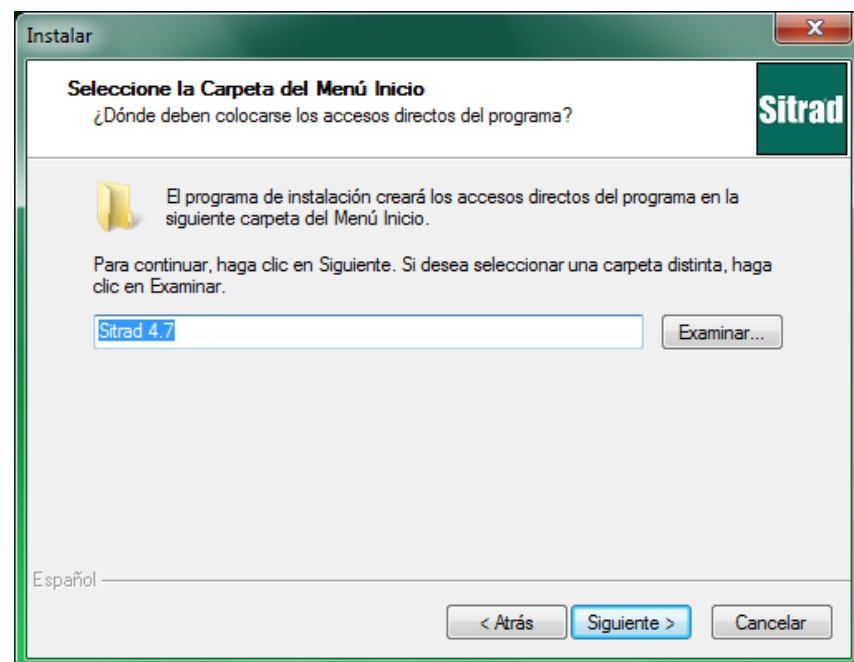 Instalar
Seleccione la Carpeta del Menú Inicio
¿Dónde deben colocarse los accesos directos del programa?
Sitrad
El programa de instalación creará los accesos directos del programa en la
siguiente carpeta del Menú Inicio.
Para continuar, haga clic en Siguiente. Si desea seleccionar una carpeta distinta, haga
clic en Examinar.
Sitrad 4.7
Examinar...
Español
< Atrás
Siguiente >
Cancelar